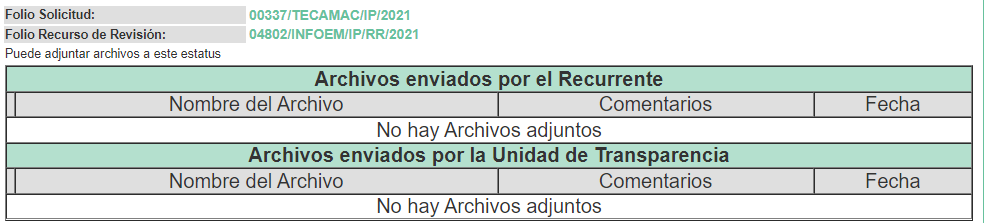 Folio Solicitud: 00337/TECAMAC/IP/2021
Folio Recurso de Revisión: 04802/INFOEM/IP/RR/2021
Puede adjuntar archivos a este estatus
Archivos enviados por el Recurrente
Nombre del Archivo Comentarios Fecha
No hay Archivos adjuntos
Archivos enviados por la Unidad de Transparencia
Nombre del Archivo Comentarios Fecha
No hay Archivos adjuntos